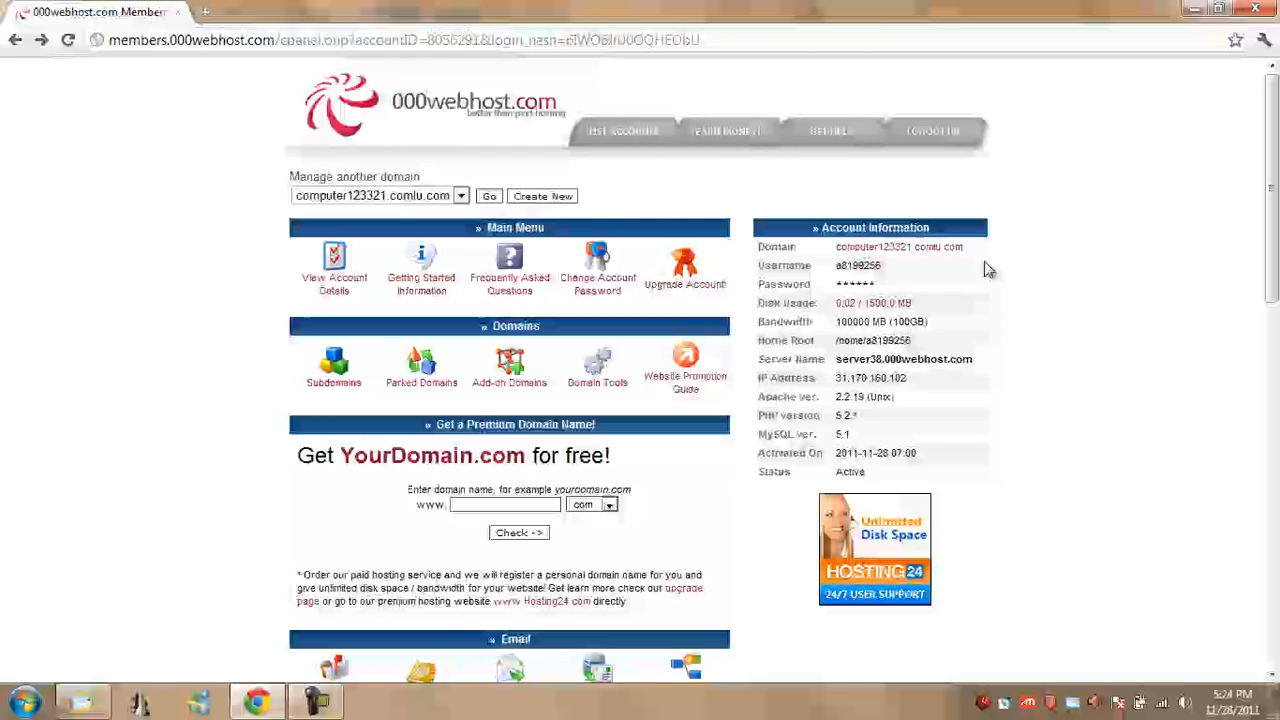 000webhost.com Member
members.000webhost.com/
000webhost.com
better than paid hosting
Manage another domain
computer123321.comlu.com
Go
Create New
» Main Menu
View Account Details
Getting Started Information
Frequently Asked Questions
Change Account Password
Upgrade Account
» Domains
Subdomains
Parked Domains
Add-on Domains
Domain Tools
Website Promotion Guide
» Get a Premium Domain Name!
Get YourDomain.com for free!
Enter domain name, for example yourdomain.com
www.
com
Check ->
* Order our paid hosting service and we will register a personal domain name for you and
give unlimited disk space / bandwidth for your website! Get learn more check our upgrade
page or go to our premium hosting website www.Hosting24.com directly
» Email
» Account Information
Domain computer123321.comlu.com
Username a8199256
Password ******
Disk Usage: 0.02 / 1500.0 MB
Bandwidth 100000 MB (100GB)
Home Root /home/a8199256
Server Name server38.000webhost.com
IP Address 31.170.160.102
Apache ver. 2.2.19 (Unix)
PHP version 5.2.*
MySQL ver. 5.1
Activated On 2011-11-28 07:00
Status Active
Unlimited
Disk Space
HOSTING 24
24/7 USER SUPPORT
5:24 PM
11/28/2011